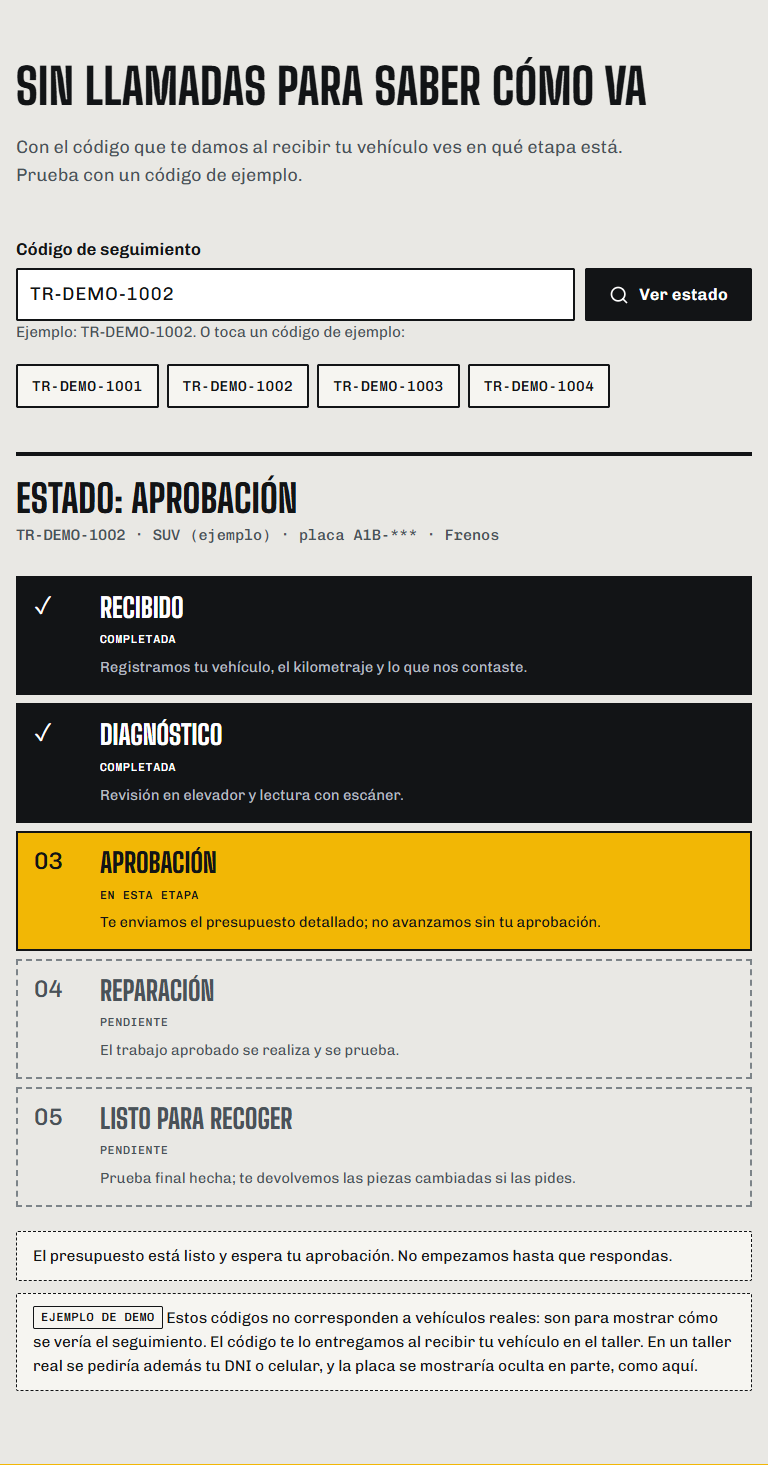 SIN LLAMADAS PARA SABER CÓMO VA
Con el código que te damos al recibir tu vehículo ves en qué etapa está.
Prueba con un código de ejemplo.
Código de seguimiento
TR-DEMO-1002
Ver estado
Ejemplo: TR-DEMO-1002. O toca un código de ejemplo:
TR-DEMO-1001 TR-DEMO-1002 TR-DEMO-1003 TR-DEMO-1004
ESTADO: APROBACIÓN
TR-DEMO-1002 · SUV (ejemplo) · placa A1B-*** · Frenos
✓ RECIBIDO
COMPLETADA
Registramos tu vehículo, el kilometraje y lo que nos contaste.
✓ DIAGNÓSTICO
COMPLETADA
Revisión en elevador y lectura con escáner.
03 APROBACIÓN
EN ESTA ETAPA
Te enviamos el presupuesto detallado; no avanzamos sin tu aprobación.
04 REPARACIÓN
PENDIENTE
El trabajo aprobado se realiza y se prueba.
05 LISTO PARA RECOGER
PENDIENTE
Prueba final hecha; te devolvemos las piezas cambiadas si las pides.
El presupuesto está listo y espera tu aprobación. No empezamos hasta que respondas.
EJEMPLO DE DEMO Estos códigos no corresponden a vehículos reales: son para mostrar cómo
se vería el seguimiento. El código te lo entregamos al recibir tu vehículo en el taller. En un taller
real se pediría además tu DNI o celular, y la placa se mostraría oculta en parte, como aquí.